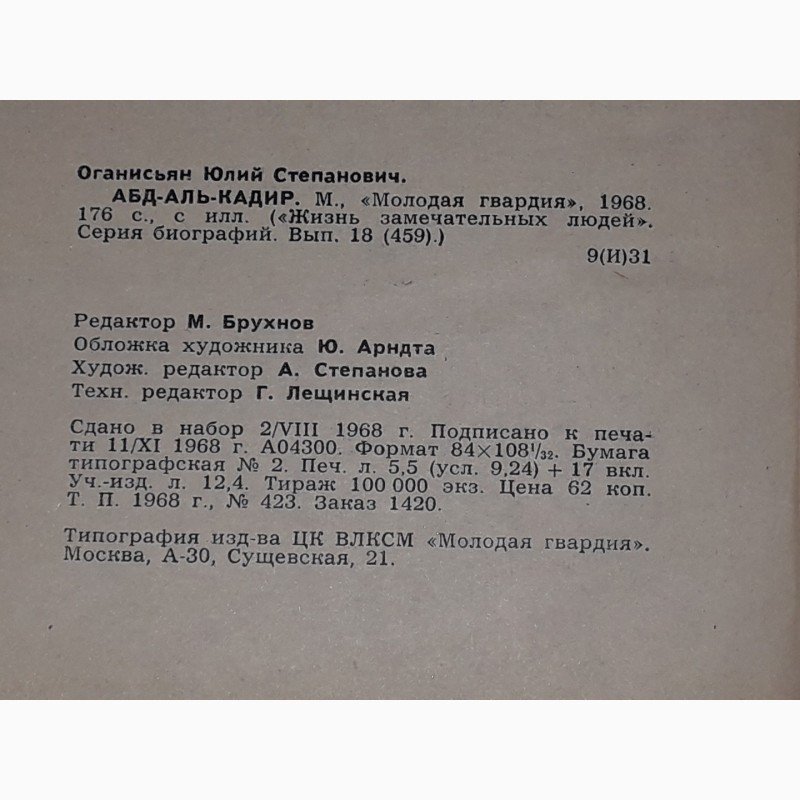 Оганисьян Юлий Степанович.
АБД-АЛЬ-КАДИР. М., «Молодая гвардия», 1968.
176 с., с илл. («Жизнь замечательных людей».
Серия биографий. Вып. 18 (459).)
9(И)31
Редактор М. Брухнов
Обложка художника Ю. Арндта
Худож. редактор А. Степанова
Техн. редактор Г. Лещинская
Сдано в набор 2/VIII 1968 г. Подписано к печа-
ти 11/XI 1968 г. А04300. Формат 84×108¹/₃₂. Бумага
типографская № 2. Печ. л. 5,5 (усл. 9,24) + 17 вкл.
Уч.-изд. л. 12,4. Тираж 100 000 экз. Цена 62 коп.
Т. П. 1968 г., № 423. Заказ 1420.
Типография изд-ва ЦК ВЛКСМ «Молодая гвардия».
Москва, А-30, Сущевская, 21.